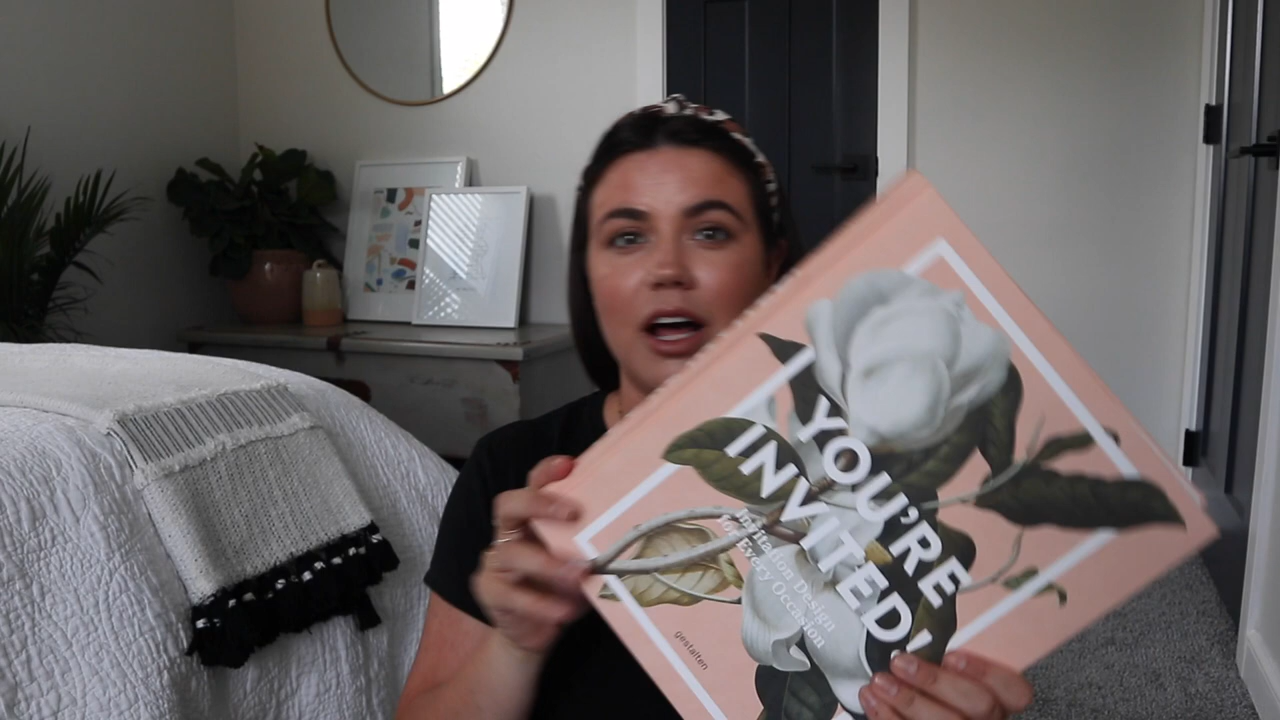 YOU'RE
INVITED!
Invitation Design
for Every Occasion
gestalten